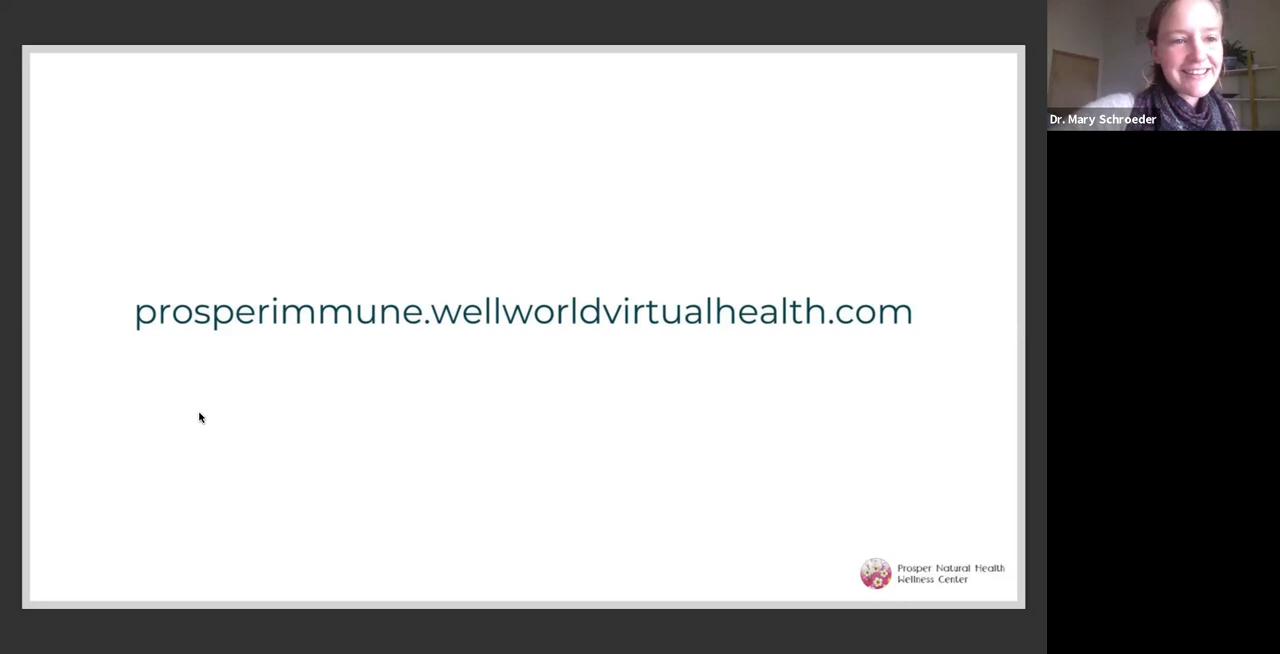 prosperimmune.wellworldvirtualhealth.com
Dr. Mary Schroeder
Prosper Natural Health
Wellness Center